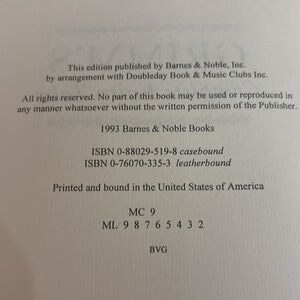 This edition published by Barnes & Noble, Inc.
by arrangement with Doubleday Book & Music Clubs Inc.
All rights reserved. No part of this book may be used or reproduced in
any manner whatsoever without the written permission of the Publisher.
1993 Barnes & Noble Books
ISBN 0-88029-519-8 casebound
ISBN 0-76070-335-3 leatherbound
Printed and bound in the United States of America
MC 9
ML 9 8 7 6 5 4 3 2
BVG